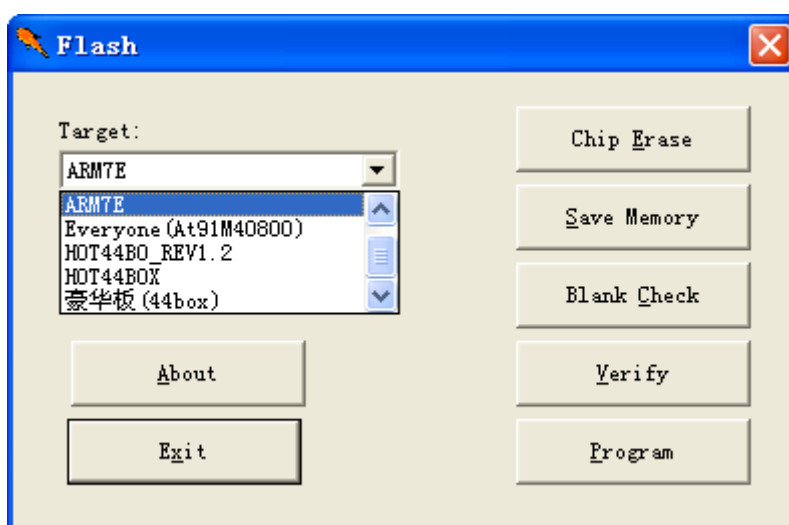 Flash
Target:
ARM7E
ARM7E
Everyone(At91M40800)
HOT44B0_REV1.2
HOT44BOX
豪华板(44box)
About
Exit
Chip Erase
Save Memory
Blank Check
Verify
Program